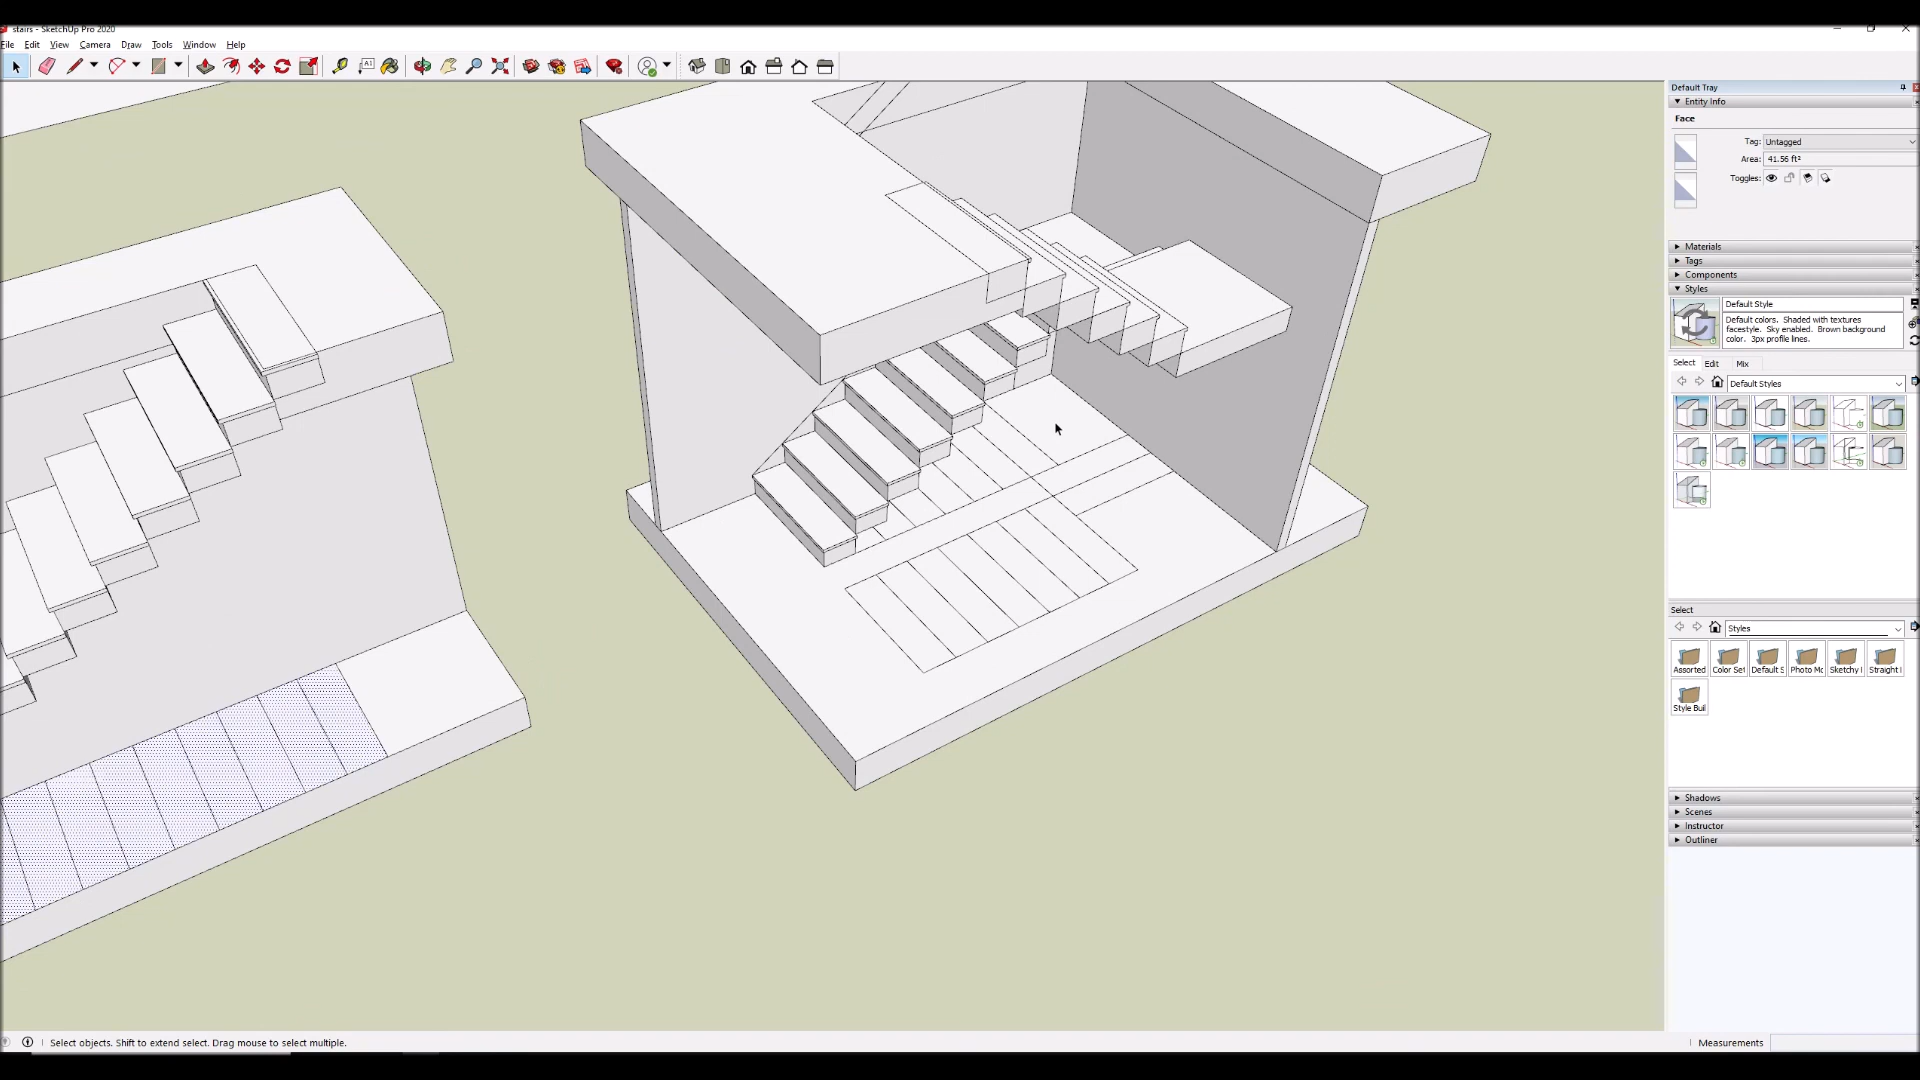 stairs - SketchUp Pro 2020
File Edit View Camera Draw Tools Window Help
Default Tray
Entity Info
Face
Tag: Untagged
Area: 41.56 ft²
Toggles:
Materials
Tags
Components
Styles
Default Style
Default colors. Shaded with textures
facestyle. Sky enabled. Brown background
color. 3px profile lines.
Select Edit Mix
Default Styles
Select
Styles
Assorted Color Set Default S Photo Mo Sketchy Straight
Style Buil
Shadows
Scenes
Instructor
Outliner
Select objects. Shift to extend select. Drag mouse to select multiple.
Measurements